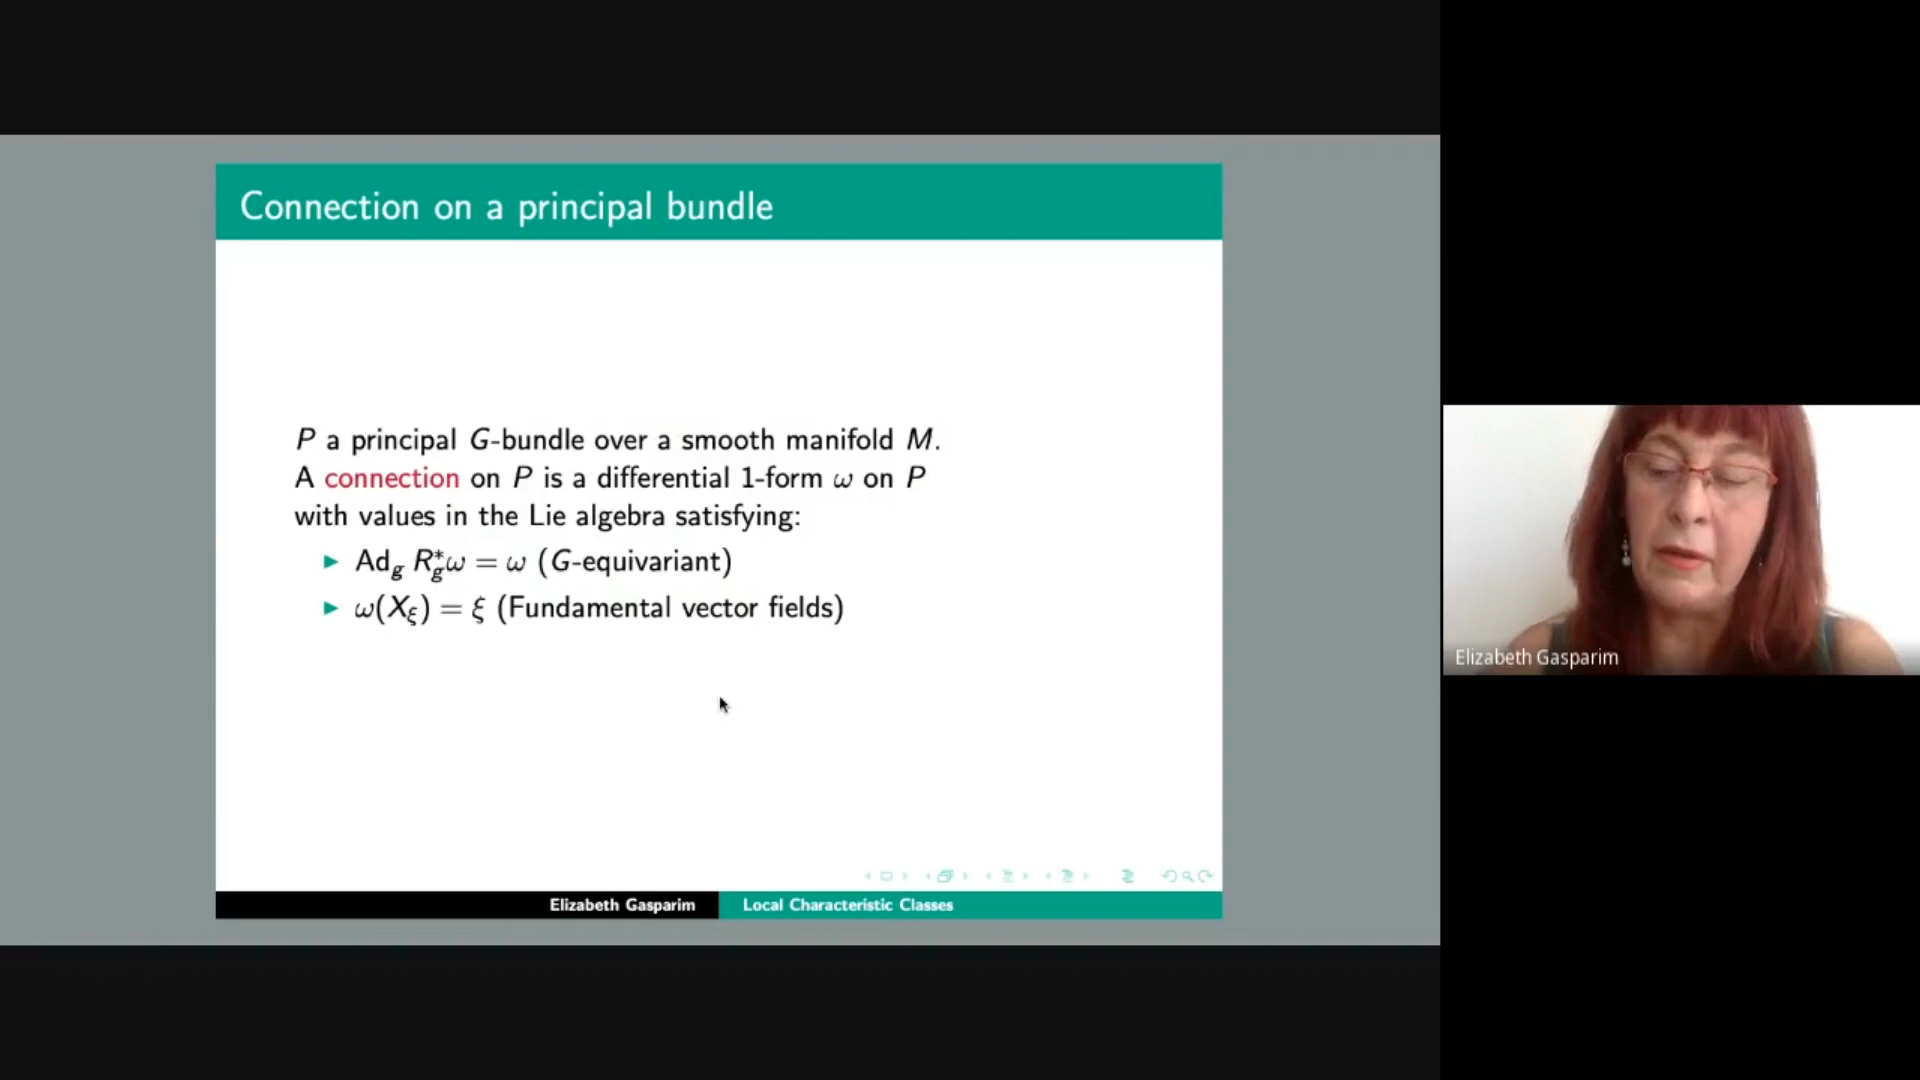 Connection on a principal bundle
P a principal G-bundle over a smooth manifold M.
A connection on P is a differential 1-form ω on P
with values in the Lie algebra satisfying:
▶ Ad_g R_g^*ω = ω (G-equivariant)
▶ ω(X_ξ) = ξ (Fundamental vector fields)
Elizabeth Gasparim Local Characteristic Classes
Elizabeth Gasparim